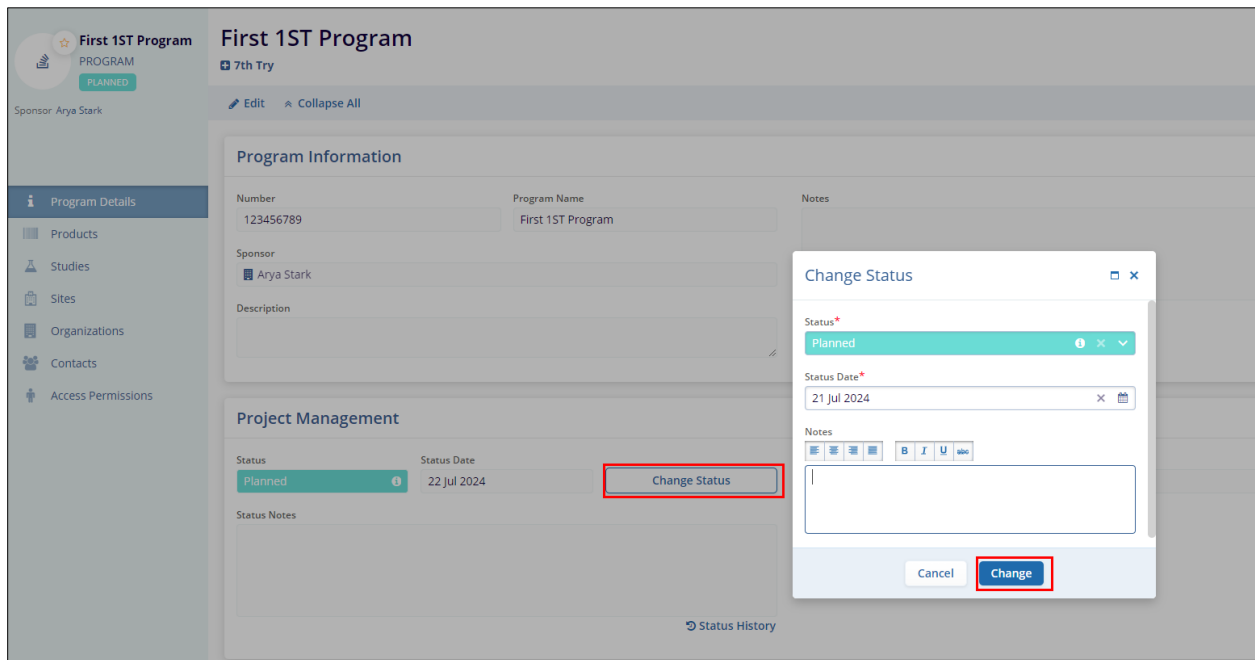 First 1ST Program
PROGRAM
PLANNED
Sponsor Arya Stark
Program Details
Products
Studies
Sites
Organizations
Contacts
Access Permissions
First 1ST Program
7th Try
Edit Collapse All
Program Information
Number Program Name Notes
123456789 First 1ST Program
Sponsor
Arya Stark
Description
Project Management
Status Status Date
Planned 22 Jul 2024 Change Status
Status Notes
Status History
Change Status
Status*
Planned
Status Date*
21 Jul 2024
Notes
B I U abc
Cancel Change